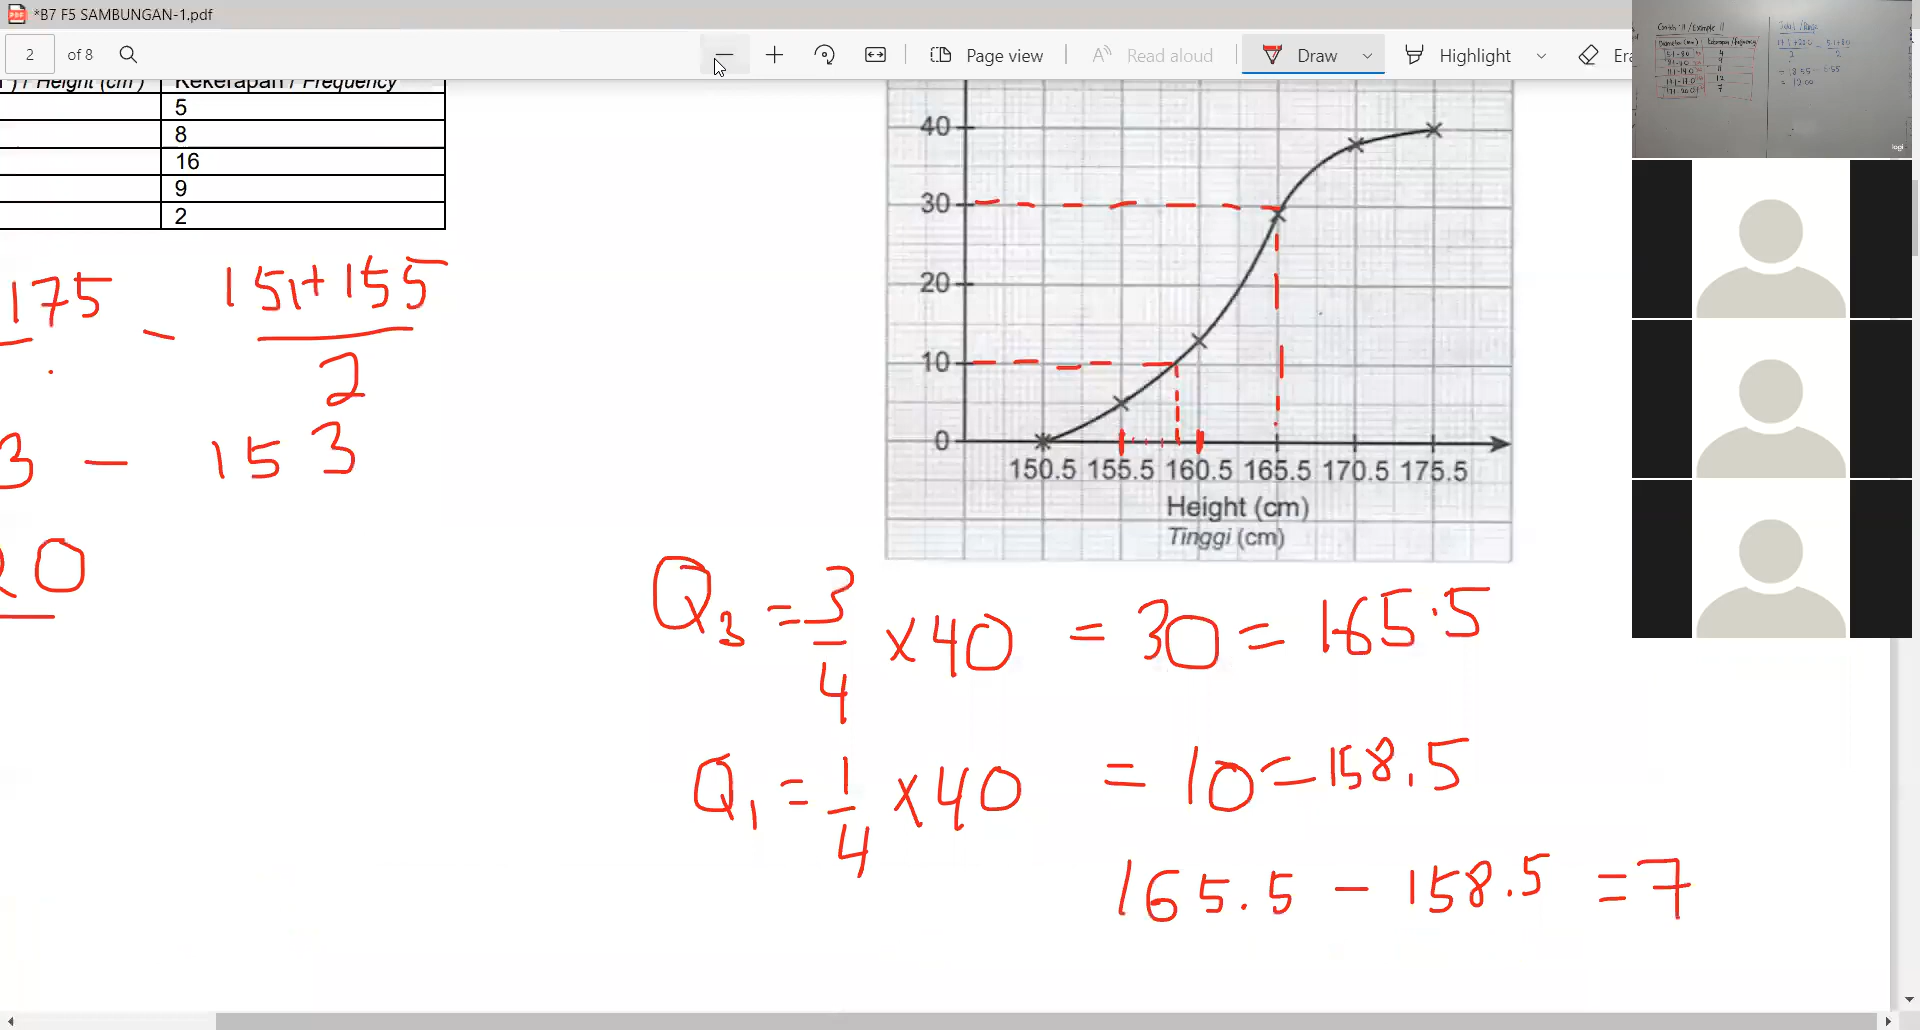 *B7 F5 SAMBUNGAN-1.pdf
2 of 8 Page view Read aloud Draw Highlight Era
) / Height (cm ) Kekerapan / Frequency
5
8
16
9
2
175 - 151+155
2
3 - 153
0
40
30
20
10
0
150.5 155.5 160.5 165.5 170.5 175.5
Height (cm)
Tinggi (cm)
Q3 = 3/4 ×40 = 30 = 165.5
Q1 = 1/4 ×40 = 10 = 158.5
165.5 - 158.5 = 7
logi